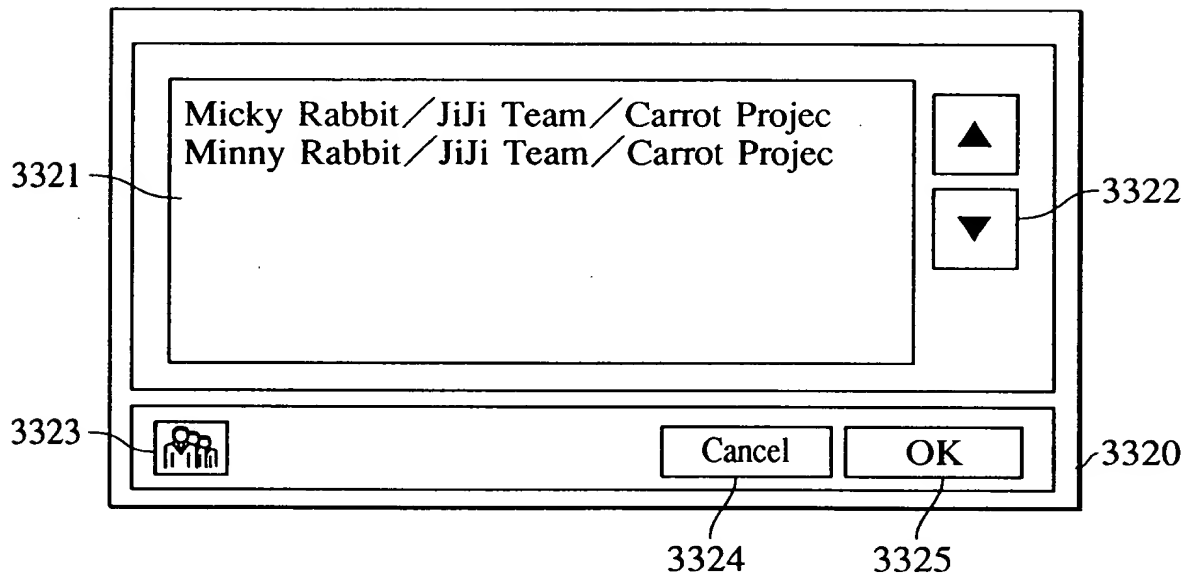 Micky Rabbit／JiJi Team／Carrot Projec
Minny Rabbit／JiJi Team／Carrot Projec
3321
3322
3323
Cancel
OK
3320
3324
3325